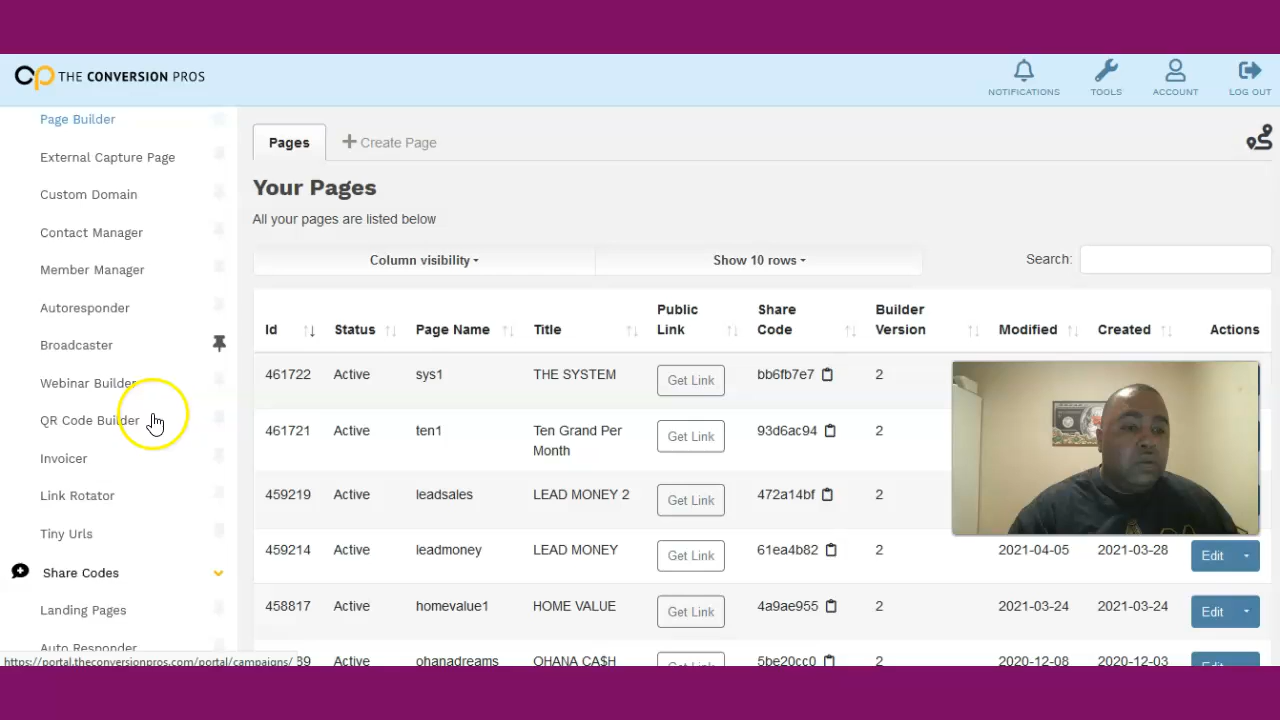 THE CONVERSION PROS
NOTIFICATIONS
TOOLS
ACCOUNT
LOG OUT
Page Builder
External Capture Page
Custom Domain
Contact Manager
Member Manager
Autoresponder
Broadcaster
Webinar Builder
QR Code Builder
Invoicer
Link Rotator
Tiny Urls
Share Codes
Landing Pages
Auto Responder
https://portal.theconversionpros.com/portal/campaigns/
Pages
Create Page
Your Pages
All your pages are listed below
Column visibility
Show 10 rows
Search:
Id Status Page Name Title Public Link Share Code Builder Version Modified Created Actions
461722 Active sys1 THE SYSTEM Get Link bb6fb7e7 2
461721 Active ten1 Ten Grand Per Month Get Link 93d6ac94 2
459219 Active leadsales LEAD MONEY 2 Get Link 472a14bf 2
459214 Active leadmoney LEAD MONEY Get Link 61ea4b82 2 2021-04-05 2021-03-28 Edit
458817 Active homevalue1 HOME VALUE Get Link 4a9ae955 2 2021-03-24 2021-03-24 Edit
89 Active ohanadreams OHANA CA$H Get Link 5be20cc0 2 2020-12-08 2020-12-03 Edit